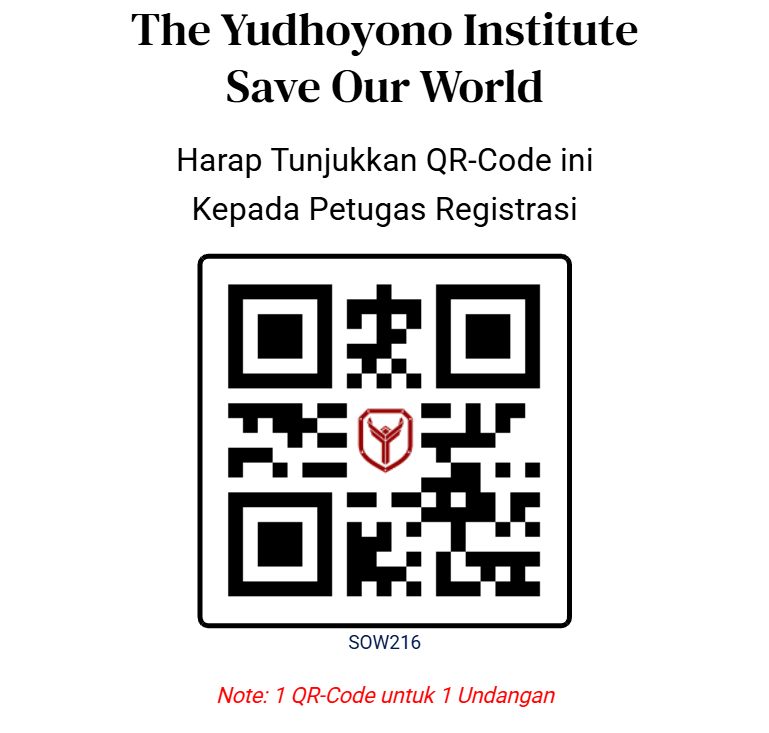 The Yudhoyono Institute
Save Our World
Harap Tunjukkan QR-Code ini
Kepada Petugas Registrasi
SOW216
Note: 1 QR-Code untuk 1 Undangan